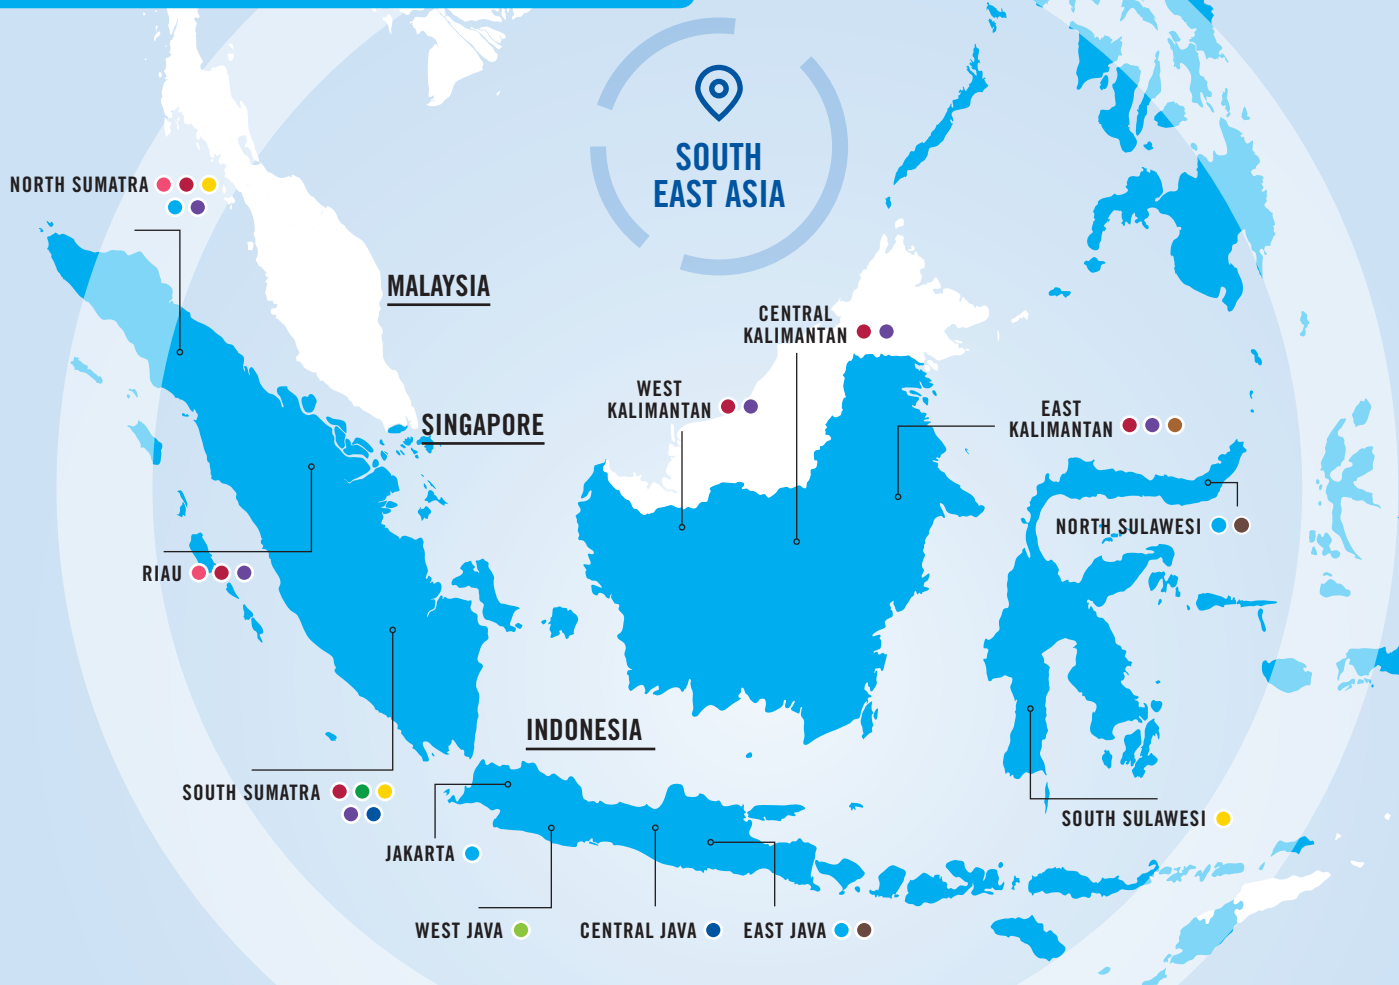 SOUTH
EAST ASIA
NORTH SUMATRA
MALAYSIA
CENTRAL
KALIMANTAN
WEST
KALIMANTAN
SINGAPORE
EAST
KALIMANTAN
NORTH SULAWESI
RIAU
INDONESIA
SOUTH SUMATRA
SOUTH SULAWESI
JAKARTA
WEST JAVA
CENTRAL JAVA
EAST JAVA